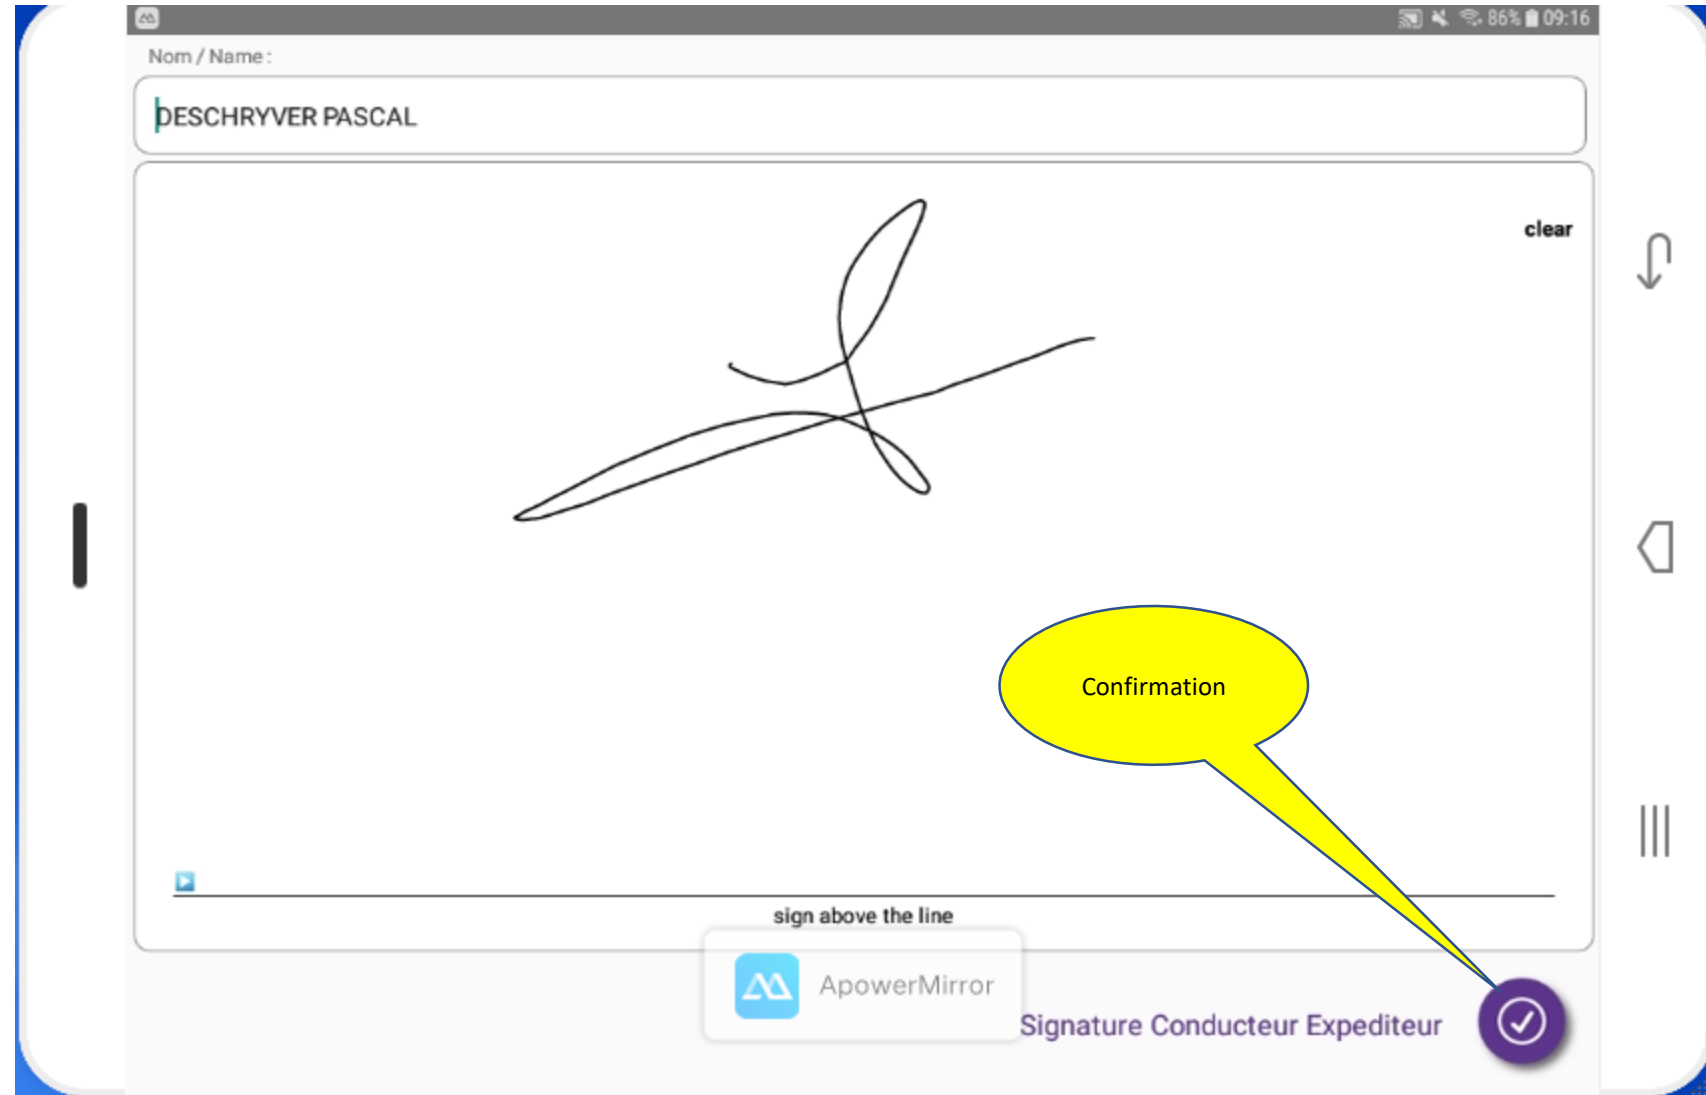 86% 09:16
Nom / Name :
DESCHRYVER PASCAL
clear
Confirmation
sign above the line
ApowerMirror
Signature Conducteur Expediteur